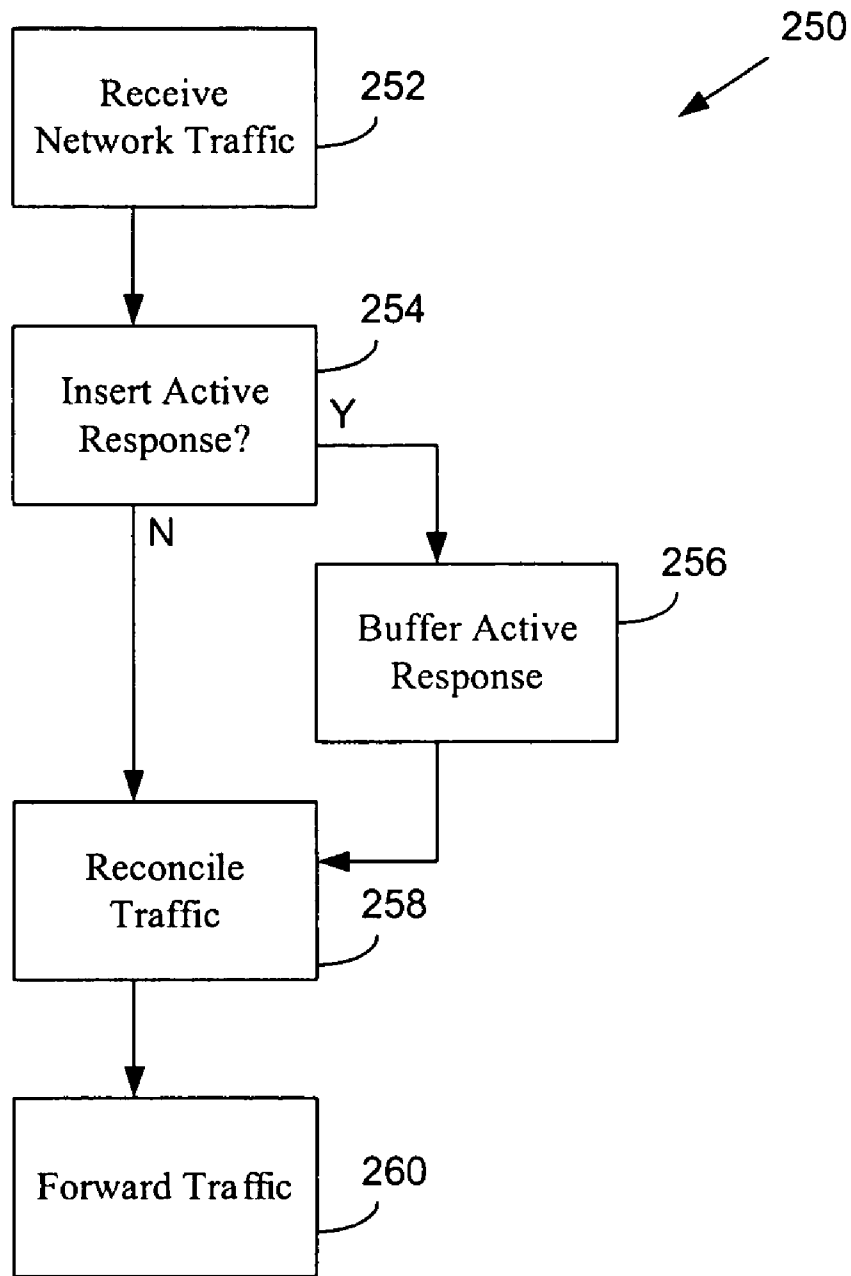 250
Receive
Network Traffic
252
Insert Active
Response?
254
Y
N
Buffer Active
Response
256
Reconcile
Traffic
258
Forward Traffic
260